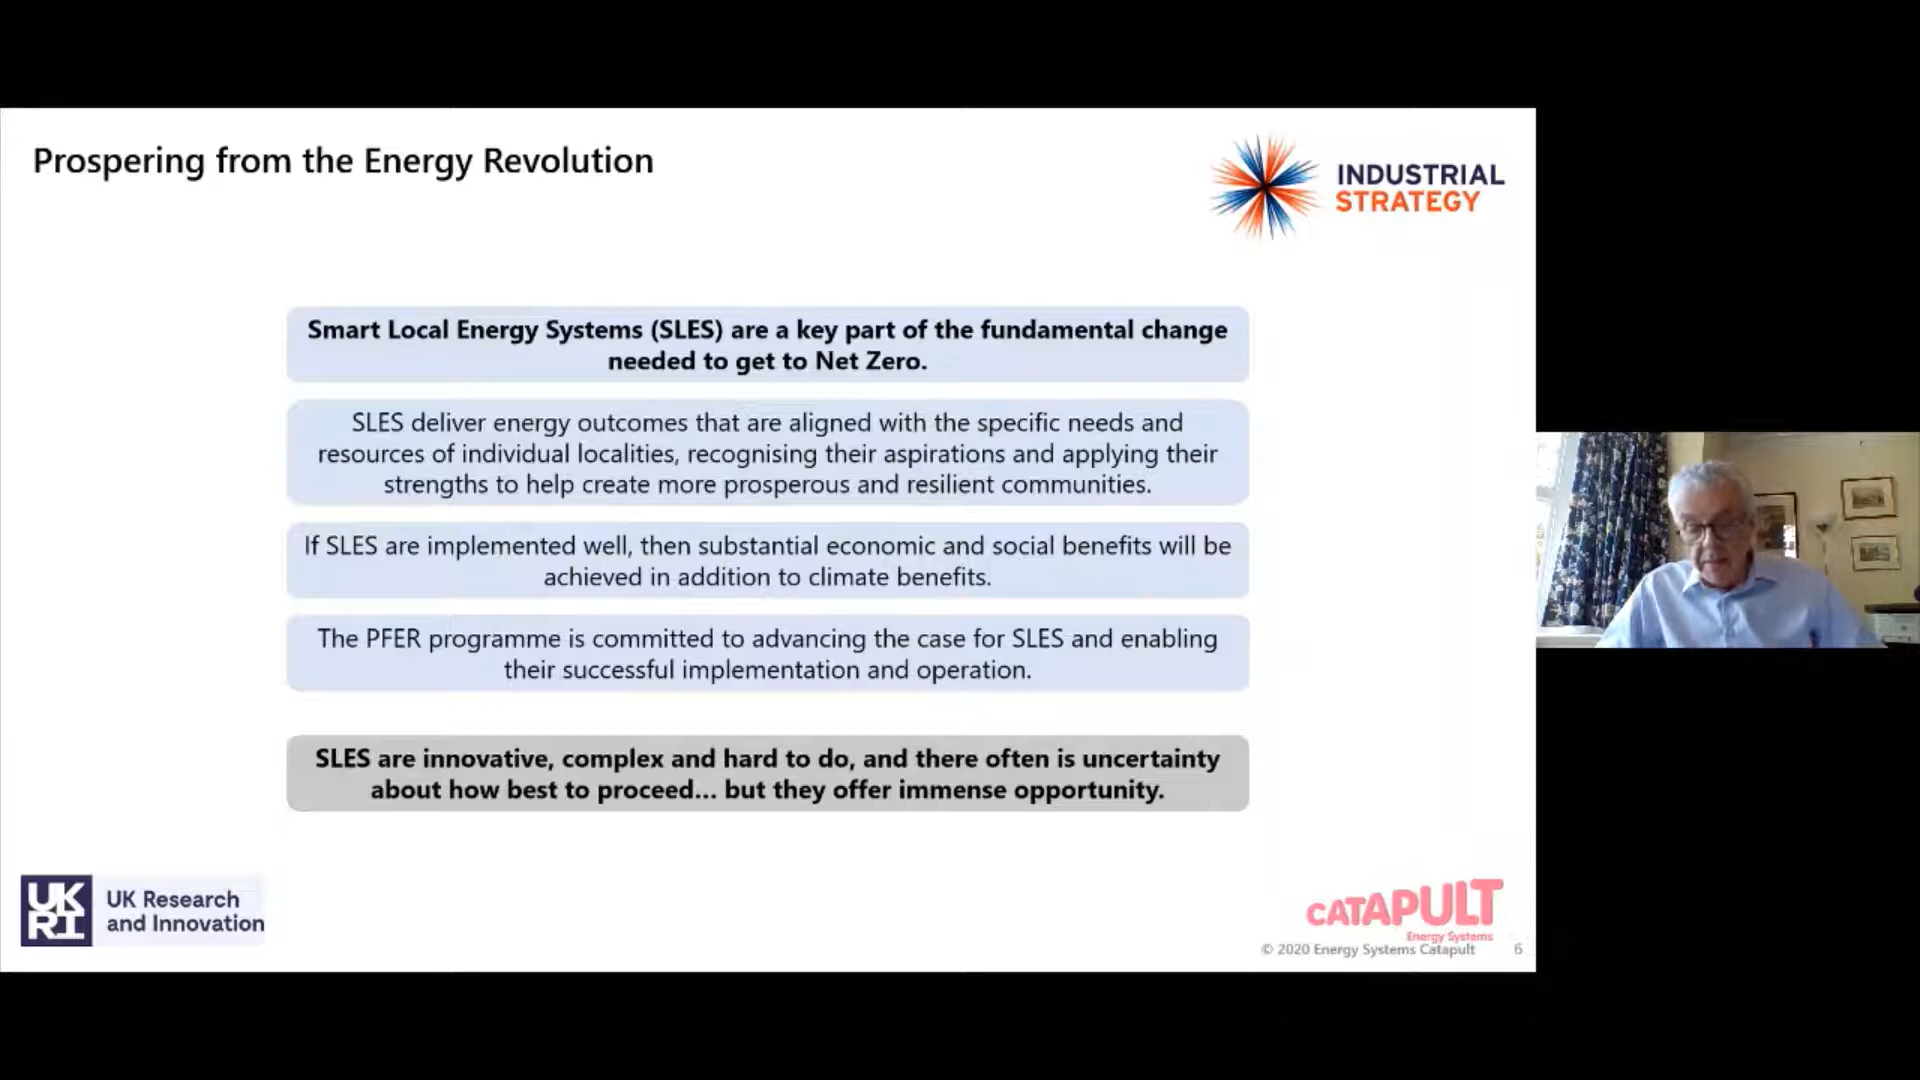 Prospering from the Energy Revolution
INDUSTRIAL
STRATEGY
Smart Local Energy Systems (SLES) are a key part of the fundamental change
needed to get to Net Zero.
SLES deliver energy outcomes that are aligned with the specific needs and
resources of individual localities, recognising their aspirations and applying their
strengths to help create more prosperous and resilient communities.
If SLES are implemented well, then substantial economic and social benefits will be
achieved in addition to climate benefits.
The PFER programme is committed to advancing the case for SLES and enabling
their successful implementation and operation.
SLES are innovative, complex and hard to do, and there often is uncertainty
about how best to proceed... but they offer immense opportunity.
UK
RI
UK Research
and Innovation
CATAPULT
Energy Systems
© 2020 Energy Systems Catapult
6